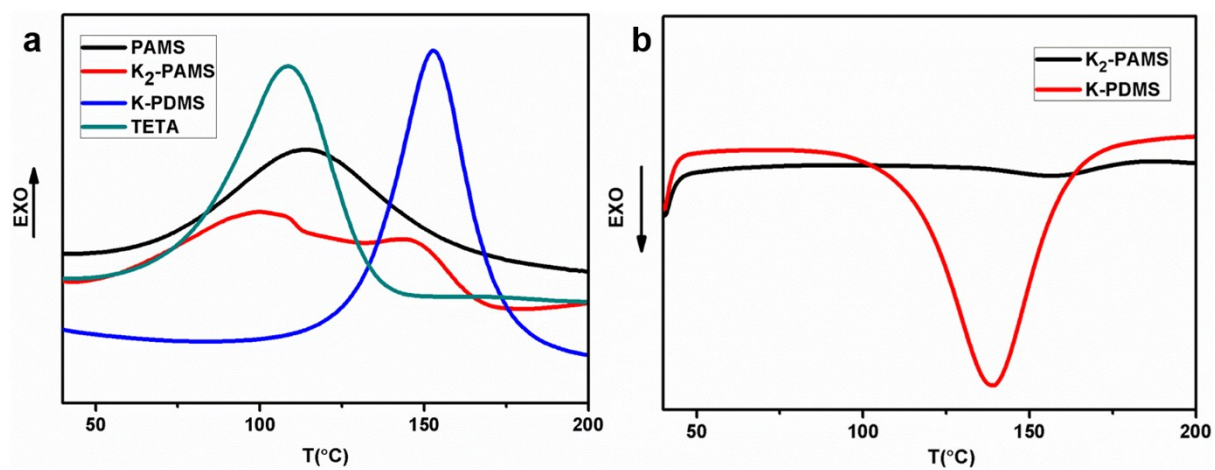 a
PAMS
K₂-PAMS
K-PDMS
TETA
EXO
50
100
150
200
T(°C)
b
K₂-PAMS
K-PDMS
EXO
50
100
150
200
T(°C)